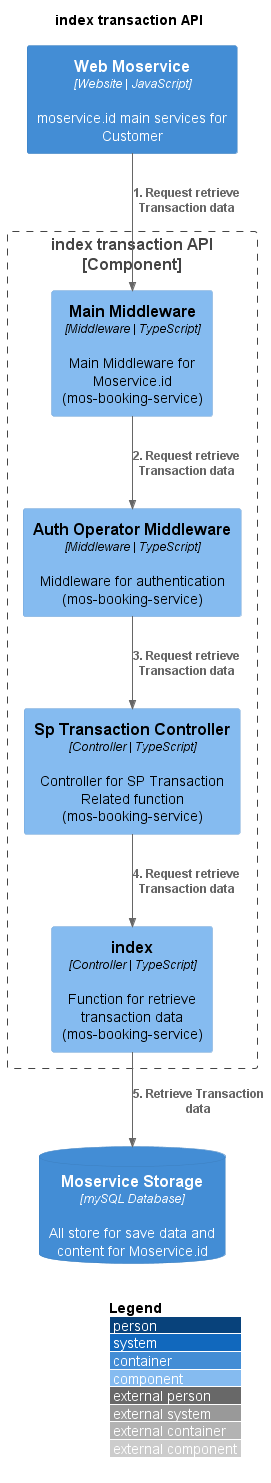 index transaction API
Web Moservice
[Website | JavaScript]
moservice.id main services for
Customer
1. Request retrieve
Transaction data
index transaction API
[Component]
Main Middleware
[Middleware | TypeScript]
Main Middleware for
Moservice.id
(mos-booking-service)
2. Request retrieve
Transaction data
Auth Operator Middleware
[Middleware | TypeScript]
Middleware for authentication
(mos-booking-service)
3. Request retrieve
Transaction data
Sp Transaction Controller
[Controller | TypeScript]
Controller for SP Transaction
Related function
(mos-booking-service)
4. Request retrieve
Transaction data
index
[Controller | TypeScript]
Function for retrieve
transaction data
(mos-booking-service)
5. Retrieve Transaction
data
Moservice Storage
[mySQL Database]
All store for save data and
content for Moservice.id
Legend
person
system
container
component
external person
external system
external container
external component